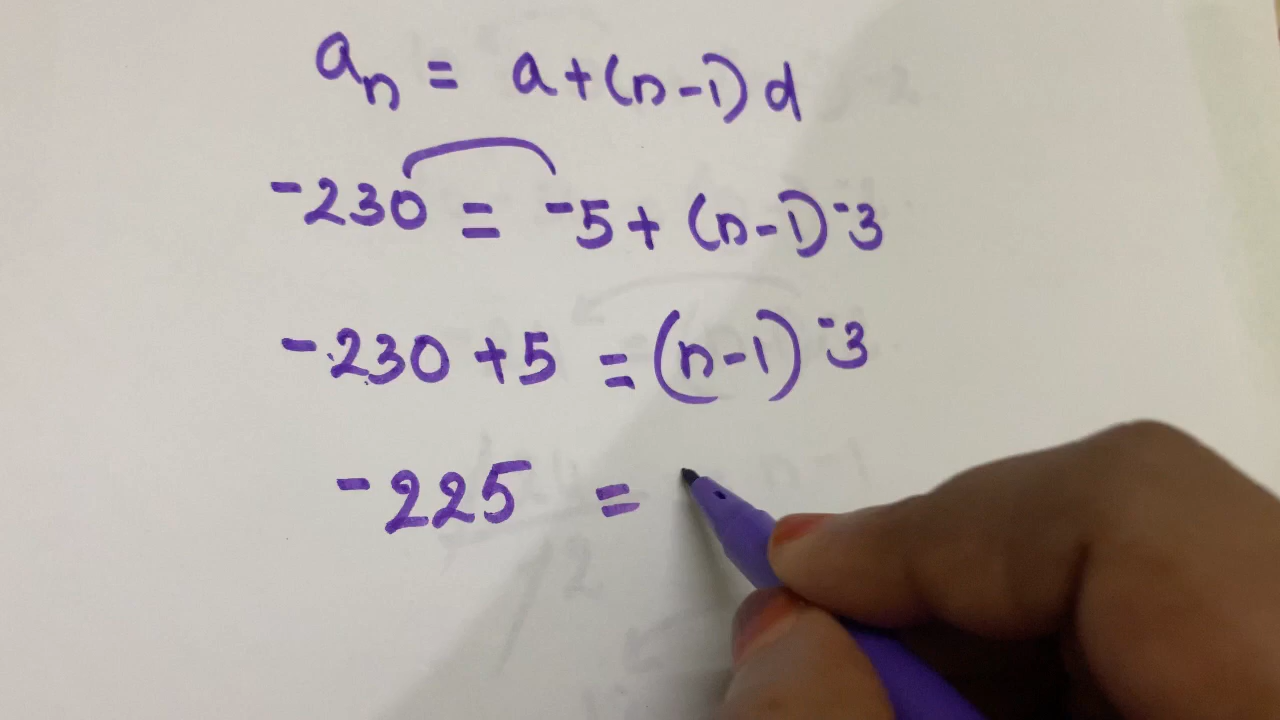 aₙ = a+(n-1)d
-230 = -5+(n-1)-3
-230+5 = (n-1)-3
-225 =